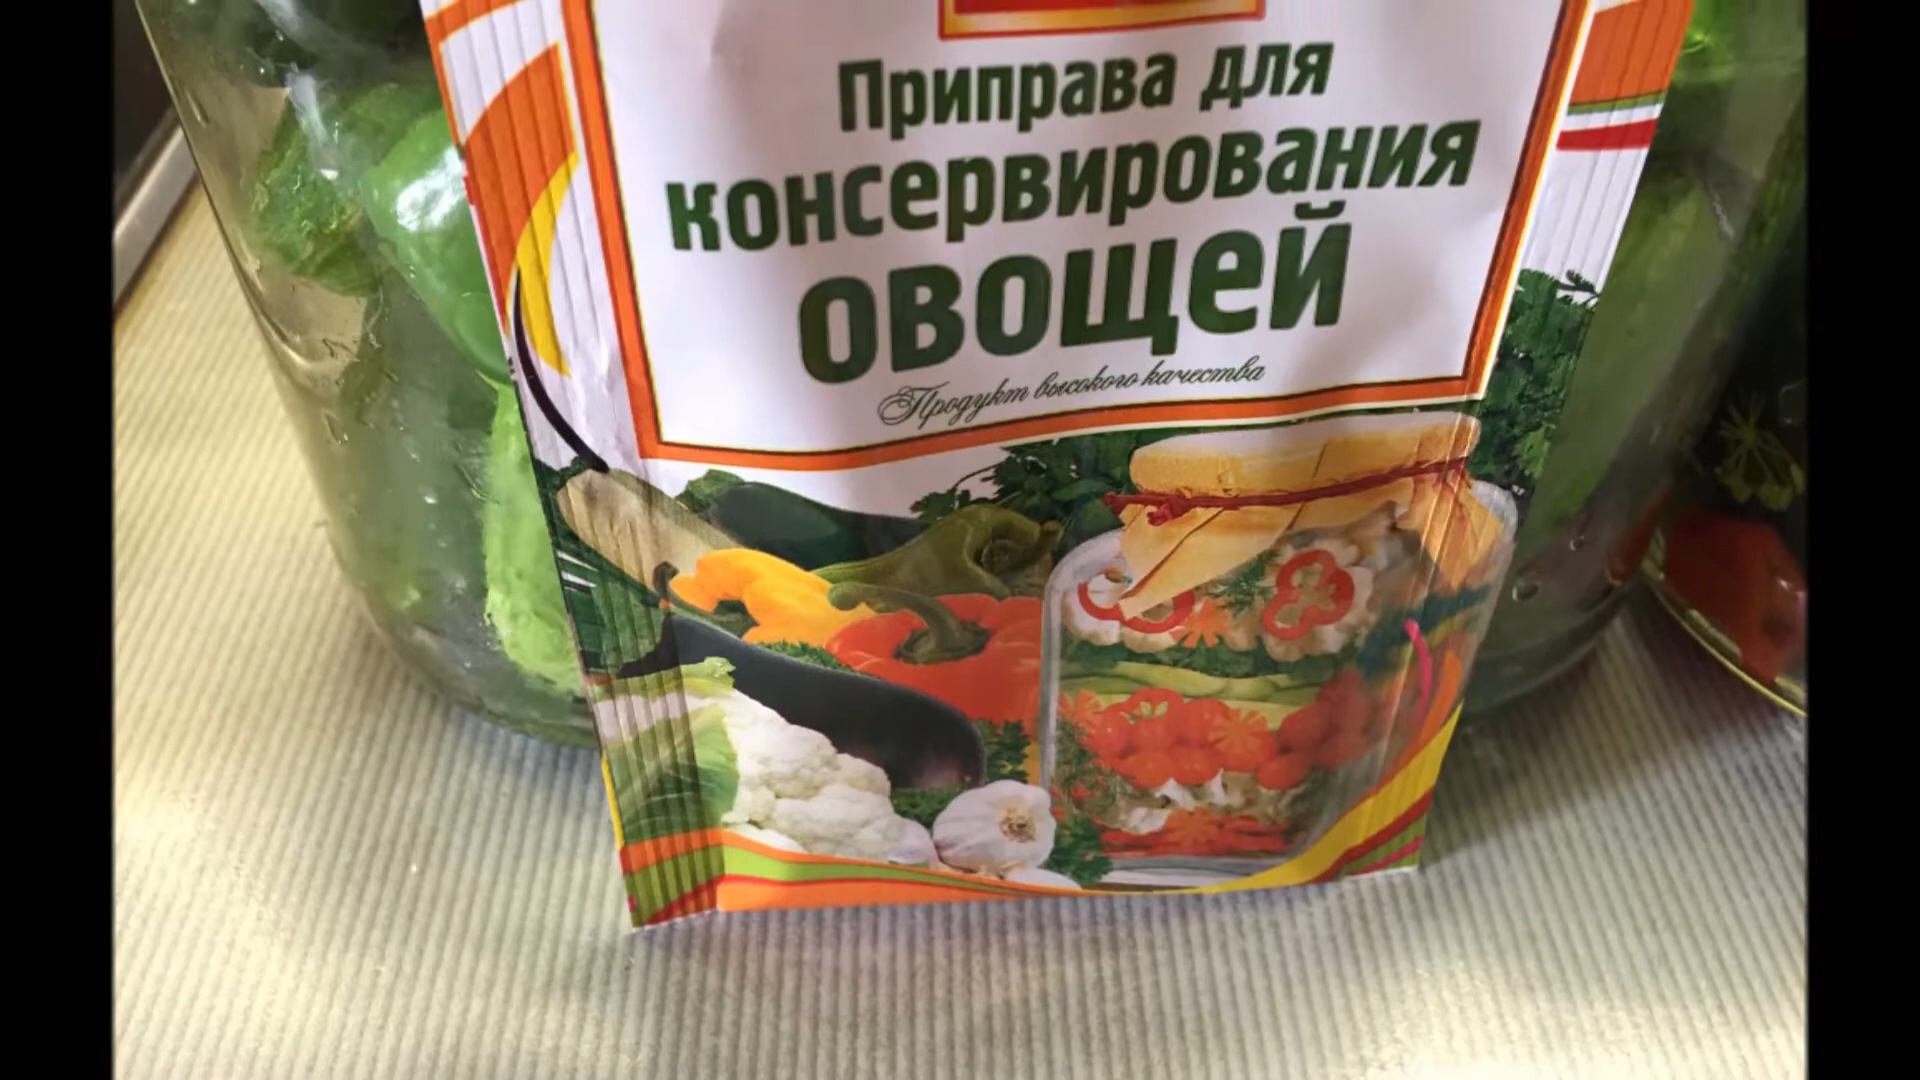 Приправа для
консервирования
овощей
Продукт высокого качества